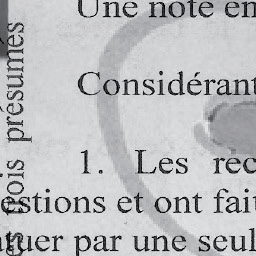 Une note en
Considérant
1. Les rec
estions et ont fait
tuer par une seul
trois présumés